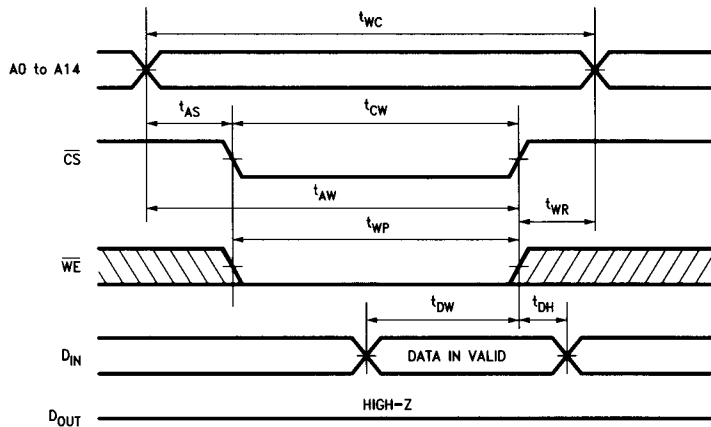 tWC
A0 to A14
tAS
tCW
CS
tAW
tWR
tWP
WE
tDW
tDH
DIN
DATA IN VALID
HIGH-Z
DOUT